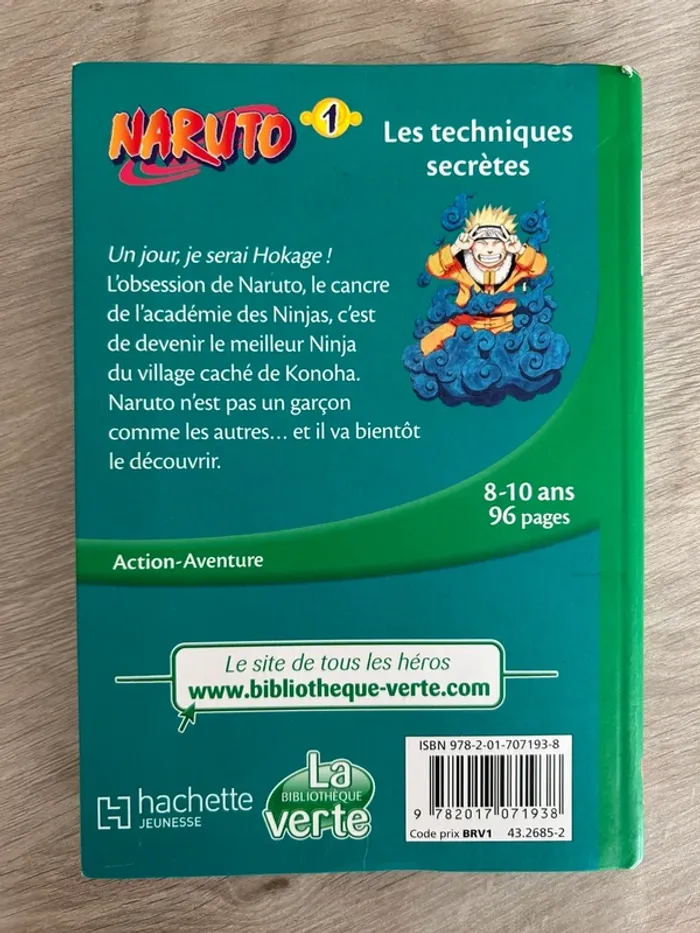 NARUTO 1
Les techniques
secrètes
Un jour, je serai Hokage !
L’obsession de Naruto, le cancre
de l’académie des Ninjas, c’est
de devenir le meilleur Ninja
du village caché de Konoha.
Naruto n’est pas un garçon
comme les autres… et il va bientôt
le découvrir.
8-10 ans
96 pages
Action-Aventure
Le site de tous les héros
www.bibliotheque-verte.com
hachette
JEUNESSE
La
BIBLIOTHÈQUE
verte
ISBN 978-2-01-707193-8
9 782017 071938
Code prix BRV1 43.2685-2